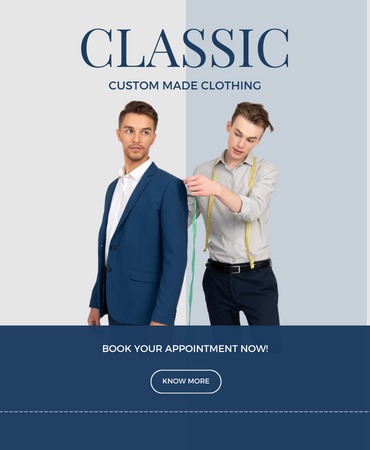 CLASSIC
CUSTOM MADE CLOTHING
BOOK YOUR APPOINTMENT NOW!
KNOW MORE